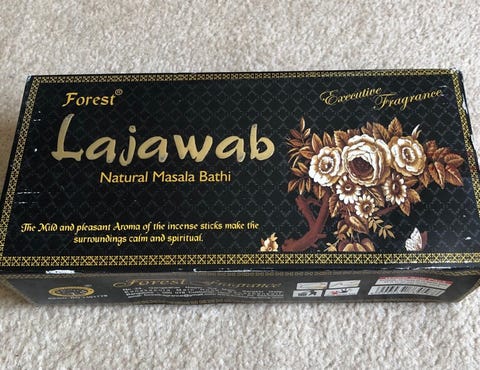 Forest®
Executive
Fragrance
Lajawab
Natural Masala Bathi
The Mild and pleasant Aroma of the incense sticks make the
surroundings calm and spiritual.
Forest Fragrance